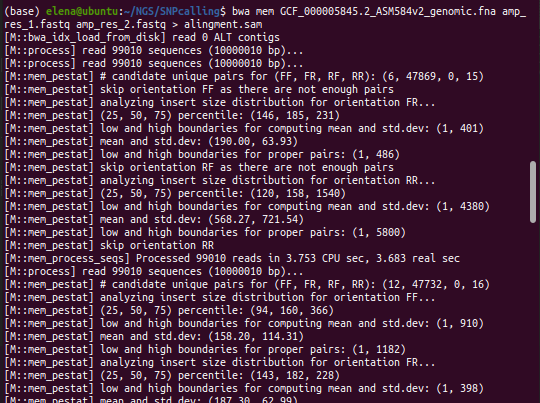 (base) elena@ubuntu:~/NGS/SNPcalling$ bwa mem GCF_000005845.2_ASM584v2_genomic.fna amp_
res_1.fastq amp_res_2.fastq > alingment.sam
[M::bwa_idx_load_from_disk] read 0 ALT contigs
[M::process] read 99010 sequences (10000010 bp)...
[M::process] read 99010 sequences (10000010 bp)...
[M::mem_pestat] # candidate unique pairs for (FF, FR, RF, RR): (6, 47869, 0, 15)
[M::mem_pestat] skip orientation FF as there are not enough pairs
[M::mem_pestat] analyzing insert size distribution for orientation FR...
[M::mem_pestat] (25, 50, 75) percentile: (146, 185, 231)
[M::mem_pestat] low and high boundaries for computing mean and std.dev: (1, 401)
[M::mem_pestat] mean and std.dev: (190.00, 63.93)
[M::mem_pestat] low and high boundaries for proper pairs: (1, 486)
[M::mem_pestat] skip orientation RF as there are not enough pairs
[M::mem_pestat] analyzing insert size distribution for orientation RR...
[M::mem_pestat] (25, 50, 75) percentile: (120, 158, 1540)
[M::mem_pestat] low and high boundaries for computing mean and std.dev: (1, 4380)
[M::mem_pestat] mean and std.dev: (568.27, 721.54)
[M::mem_pestat] low and high boundaries for proper pairs: (1, 5800)
[M::mem_pestat] skip orientation RR
[M::mem_process_seqs] Processed 99010 reads in 3.753 CPU sec, 3.683 real sec
[M::process] read 99010 sequences (10000010 bp)...
[M::mem_pestat] # candidate unique pairs for (FF, FR, RF, RR): (12, 47732, 0, 16)
[M::mem_pestat] analyzing insert size distribution for orientation FF...
[M::mem_pestat] (25, 50, 75) percentile: (94, 160, 366)
[M::mem_pestat] low and high boundaries for computing mean and std.dev: (1, 910)
[M::mem_pestat] mean and std.dev: (158.20, 114.31)
[M::mem_pestat] low and high boundaries for proper pairs: (1, 1182)
[M::mem_pestat] analyzing insert size distribution for orientation FR...
[M::mem_pestat] (25, 50, 75) percentile: (143, 182, 228)
[M::mem_pestat] low and high boundaries for computing mean and std.dev: (1, 398)
[M::mem_pestat] mean and std.dev: (187.30, 62.99)